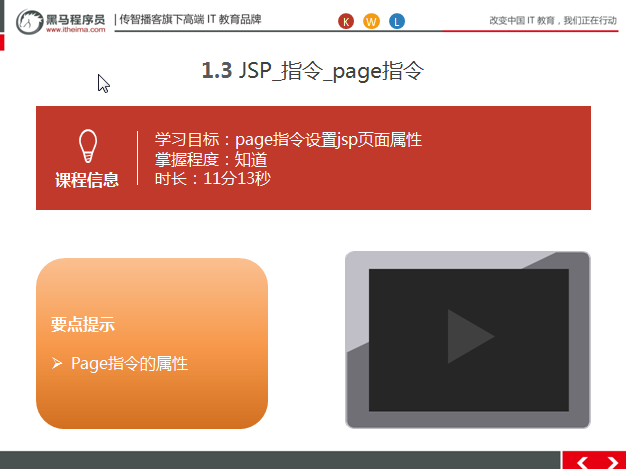 黑马程序员
www.itheima.com
传智播客旗下高端 IT 教育品牌
K W L
改变中国 IT 教育，我们正在行动
1.3 JSP_指令_page指令
学习目标：page指令设置jsp页面属性
掌握程度：知道
时长：11分13秒
课程信息
要点提示
Page指令的属性